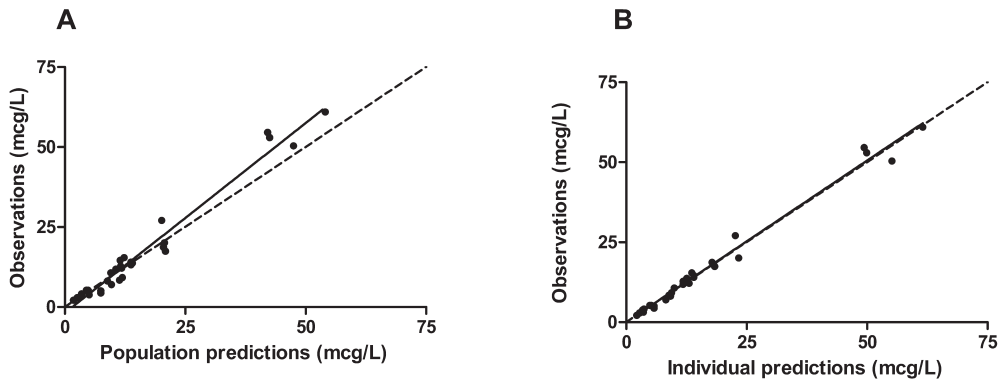 A
75
50
25
0
0 25 50 75
Observations (mcg/L)
Population predictions (mcg/L)
B
75
50
25
0
0 25 50 75
Observations (mcg/L)
Individual predictions (mcg/L)